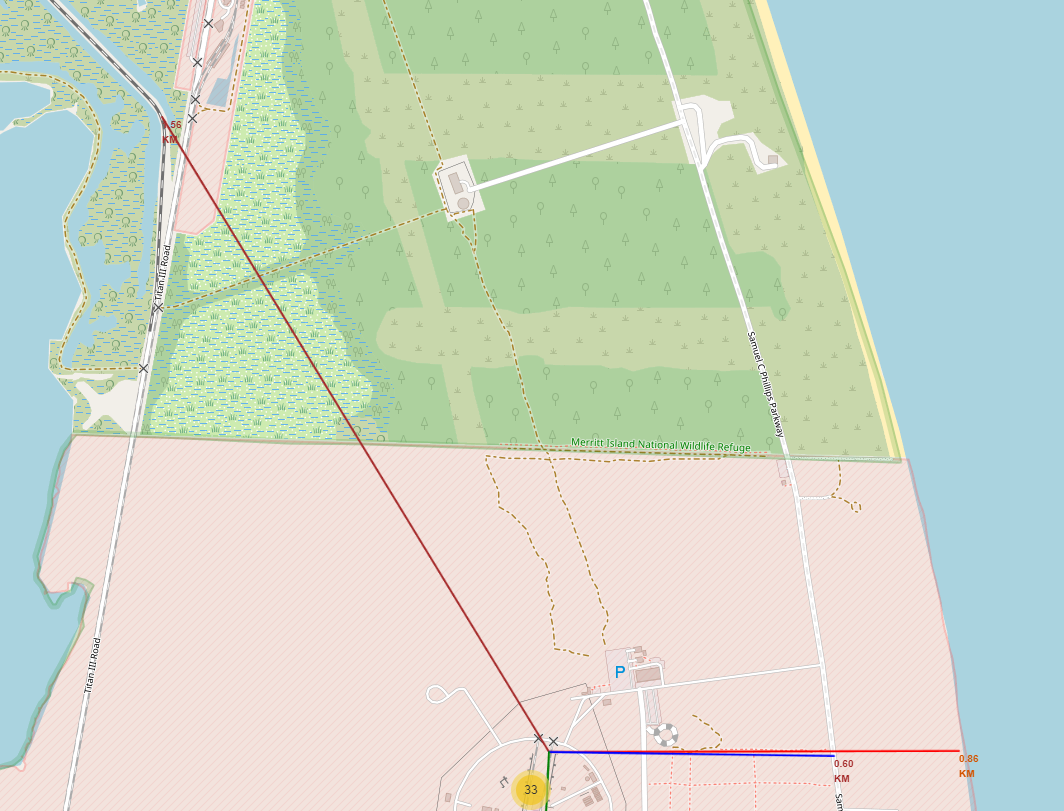 .56
KM
Titan III Road
Samuel C Phillips Parkway
Merritt Island National Wildlife Refuge
Titan III Road
P
33
0.60
KM
0.86
KM
Sam